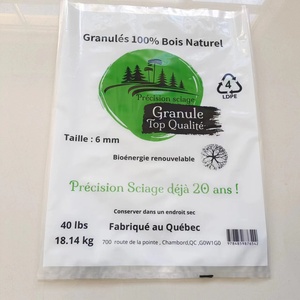 Granulés 100% Bois Naturel
Précision sciage
Granule
Top Qualité
4
LDPE
Taille : 6 mm
Bioénergie renouvelable
Précision Sciage déjà 20 ans !
Conserver dans un endroit sec
40 lbs
Fabriqué au Québec
18.14 kg
700 route de la pointe , Chambord,QC ,G0W1G0